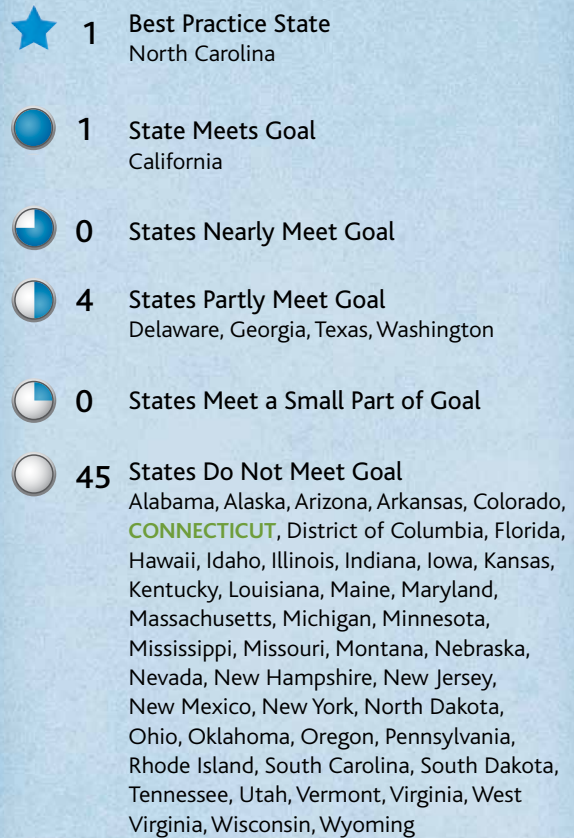 1 Best Practice State
North Carolina
1 State Meets Goal
California
0 States Nearly Meet Goal
4 States Partly Meet Goal
Delaware, Georgia, Texas, Washington
0 States Meet a Small Part of Goal
45 States Do Not Meet Goal
Alabama, Alaska, Arizona, Arkansas, Colorado,
CONNECTICUT, District of Columbia, Florida,
Hawaii, Idaho, Illinois, Indiana, Iowa, Kansas,
Kentucky, Louisiana, Maine, Maryland,
Massachusetts, Michigan, Minnesota,
Mississippi, Missouri, Montana, Nebraska,
Nevada, New Hampshire, New Jersey,
New Mexico, New York, North Dakota,
Ohio, Oklahoma, Oregon, Pennsylvania,
Rhode Island, South Carolina, South Dakota,
Tennessee, Utah, Vermont, Virginia, West
Virginia, Wisconsin, Wyoming